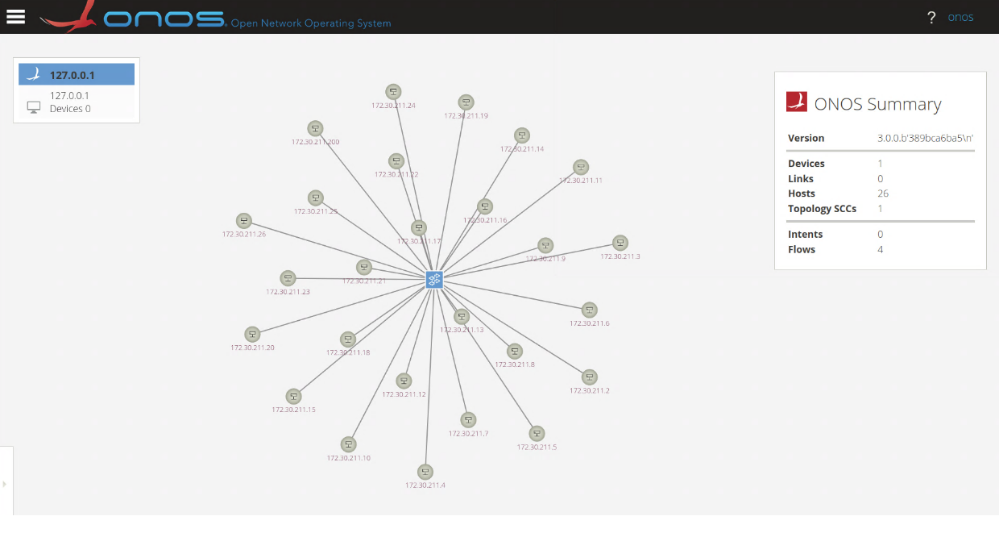 onos Open Network Operating System
? onos
127.0.0.1
127.0.0.1
Devices 0
172.30.211.24
172.30.211.19
172.30.211.200
172.30.211.14
172.30.211.22
172.30.211.11
172.30.211.25
172.30.211.16
172.30.211.26
172.30.211.17
172.30.211.9
172.30.211.3
172.30.211.21
172.30.211.23
172.30.211.6
172.30.211.13
172.30.211.20
172.30.211.18
172.30.211.8
172.30.211.2
172.30.211.12
172.30.211.15
172.30.211.7
172.30.211.5
172.30.211.10
172.30.211.4
ONOS Summary
Version 3.0.0.b'389bca6ba5\n'
Devices 1
Links 0
Hosts 26
Topology SCCs 1
Intents 0
Flows 4